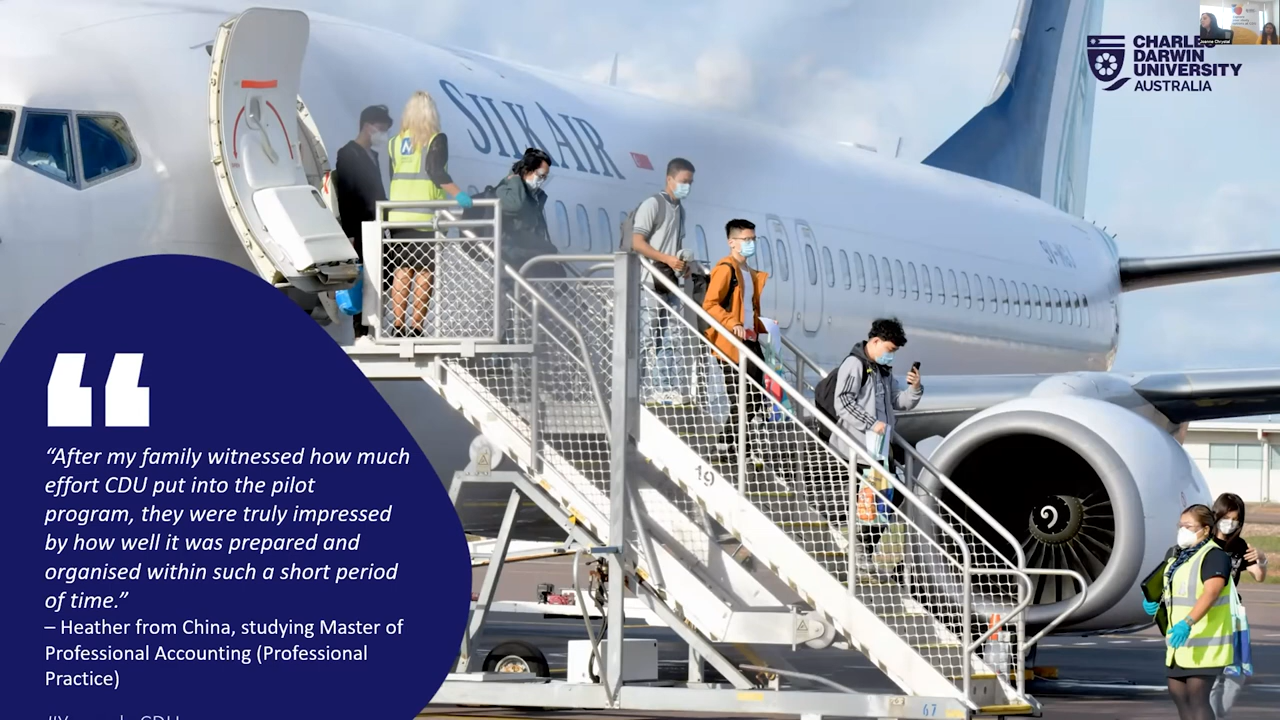 CHARLES
DARWIN
UNIVERSITY
AUSTRALIA
Joanna Chrystal
SILKAIR
19
67
“After my family witnessed how much
effort CDU put into the pilot
program, they were truly impressed
by how well it was prepared and
organised within such a short period
of time.”
– Heather from China, studying Master of
Professional Accounting (Professional
Practice)